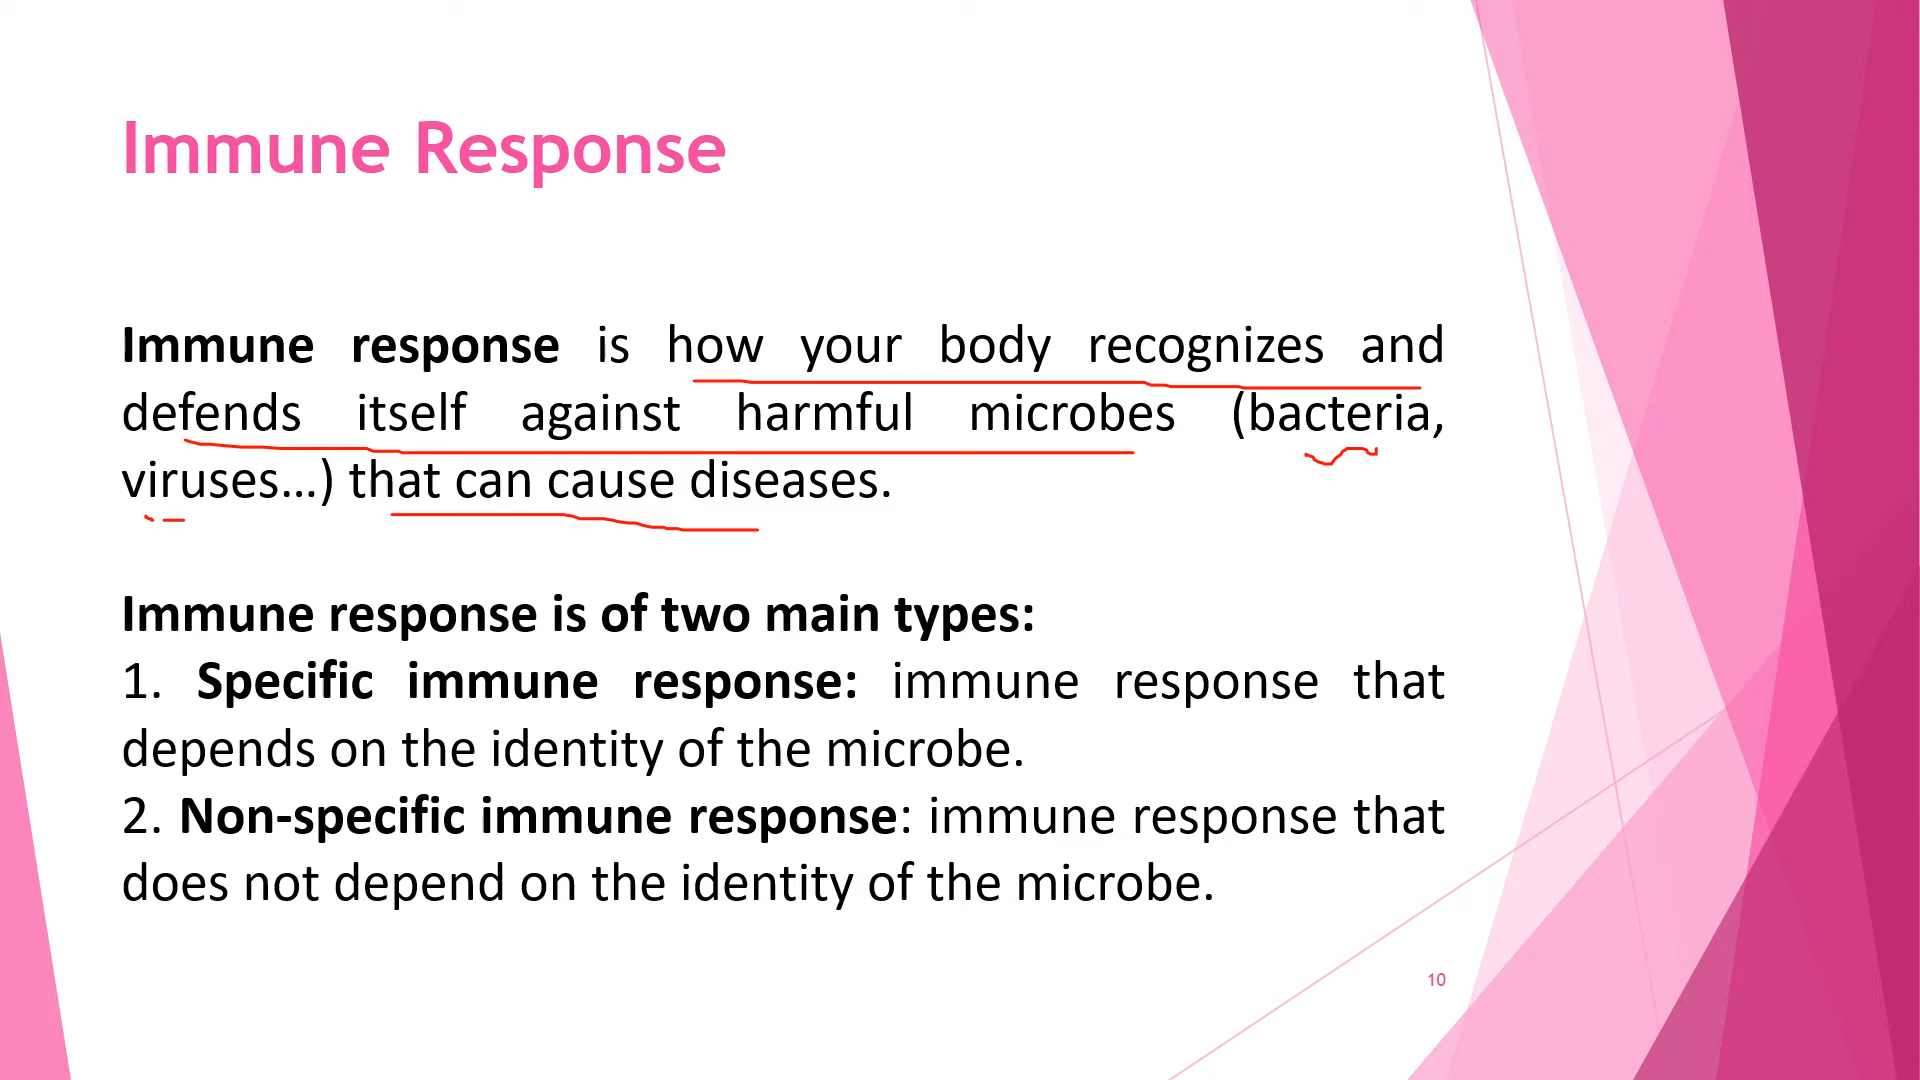 Immune Response
Immune response is how your body recognizes and
defends itself against harmful microbes (bacteria,
viruses...) that can cause diseases.
Immune response is of two main types:
1. Specific immune response: immune response that
depends on the identity of the microbe.
2. Non-specific immune response: immune response that
does not depend on the identity of the microbe.
10